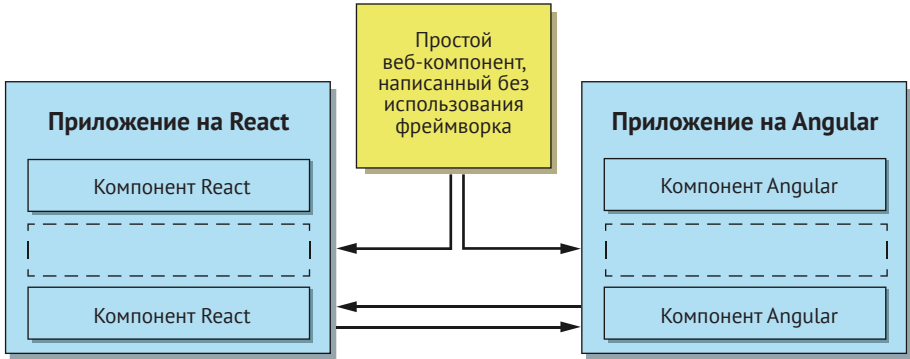 Простой
веб-компонент,
написанный без
использования
фреймворка
Приложение на React
Компонент React
Компонент React
Приложение на Angular
Компонент Angular
Компонент Angular